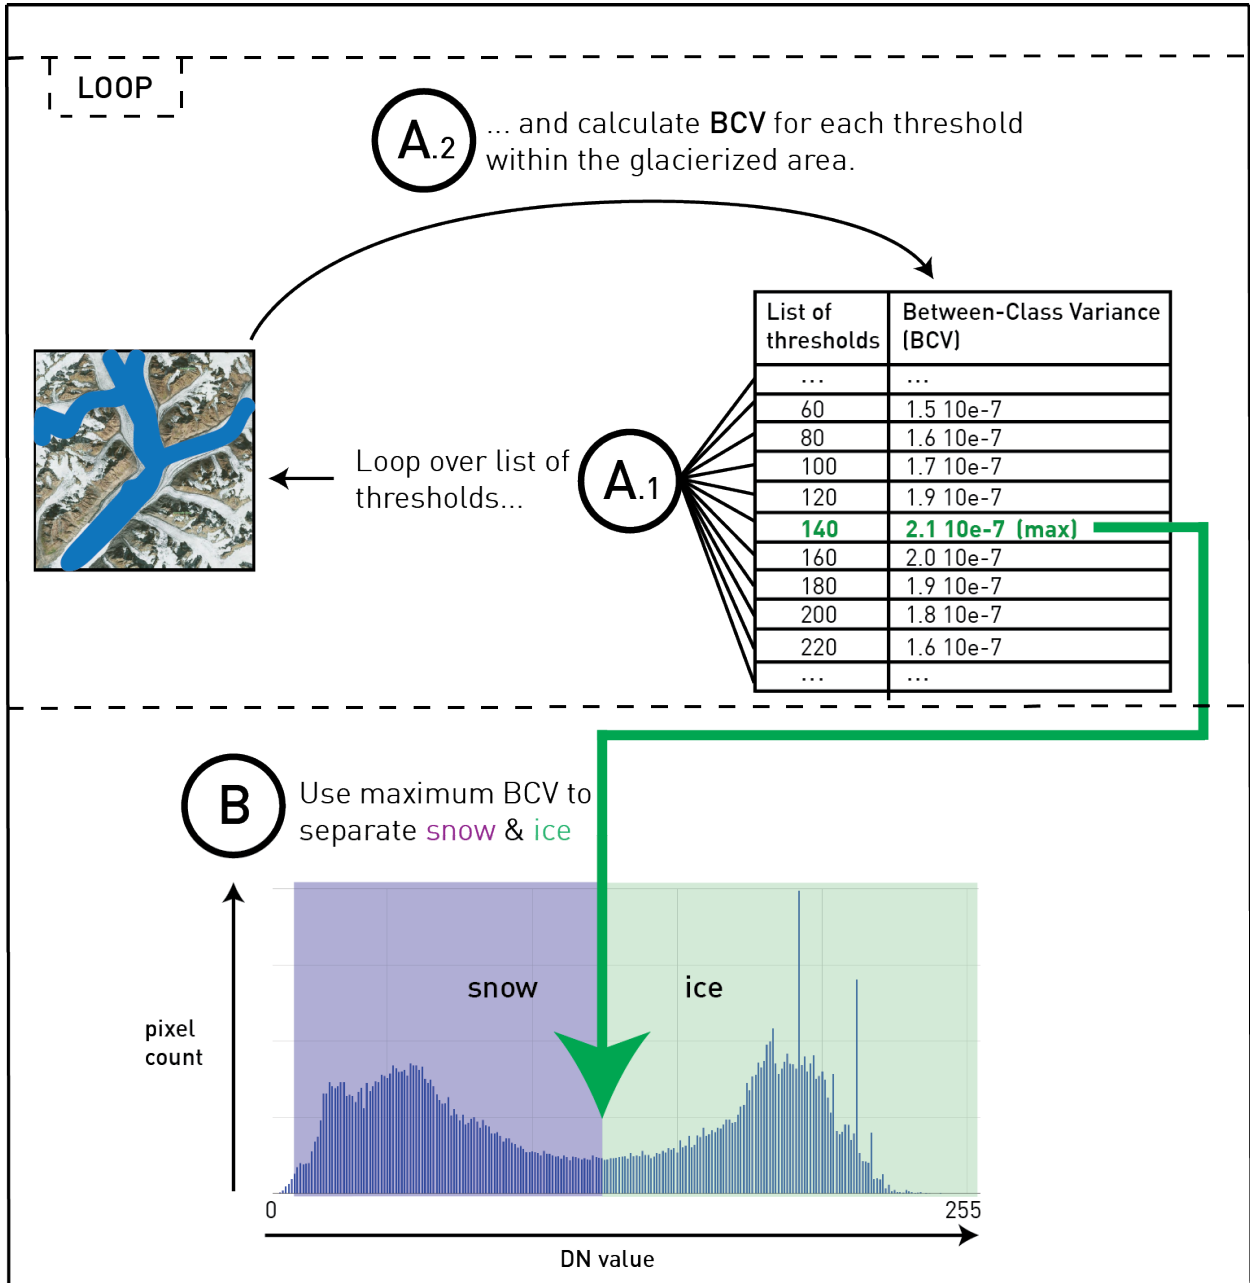 LOOP
A.2
... and calculate BCV for each threshold
within the glacierized area.
List of
thresholds
Between-Class Variance
(BCV)
... ...
60 1.5 10e-7
80 1.6 10e-7
100 1.7 10e-7
120 1.9 10e-7
140 2.1 10e-7 (max)
160 2.0 10e-7
180 1.9 10e-7
200 1.8 10e-7
220 1.6 10e-7
... ...
Loop over list of
thresholds...
A.1
B
Use maximum BCV to
separate snow & ice
snow
ice
pixel
count
0
255
DN value